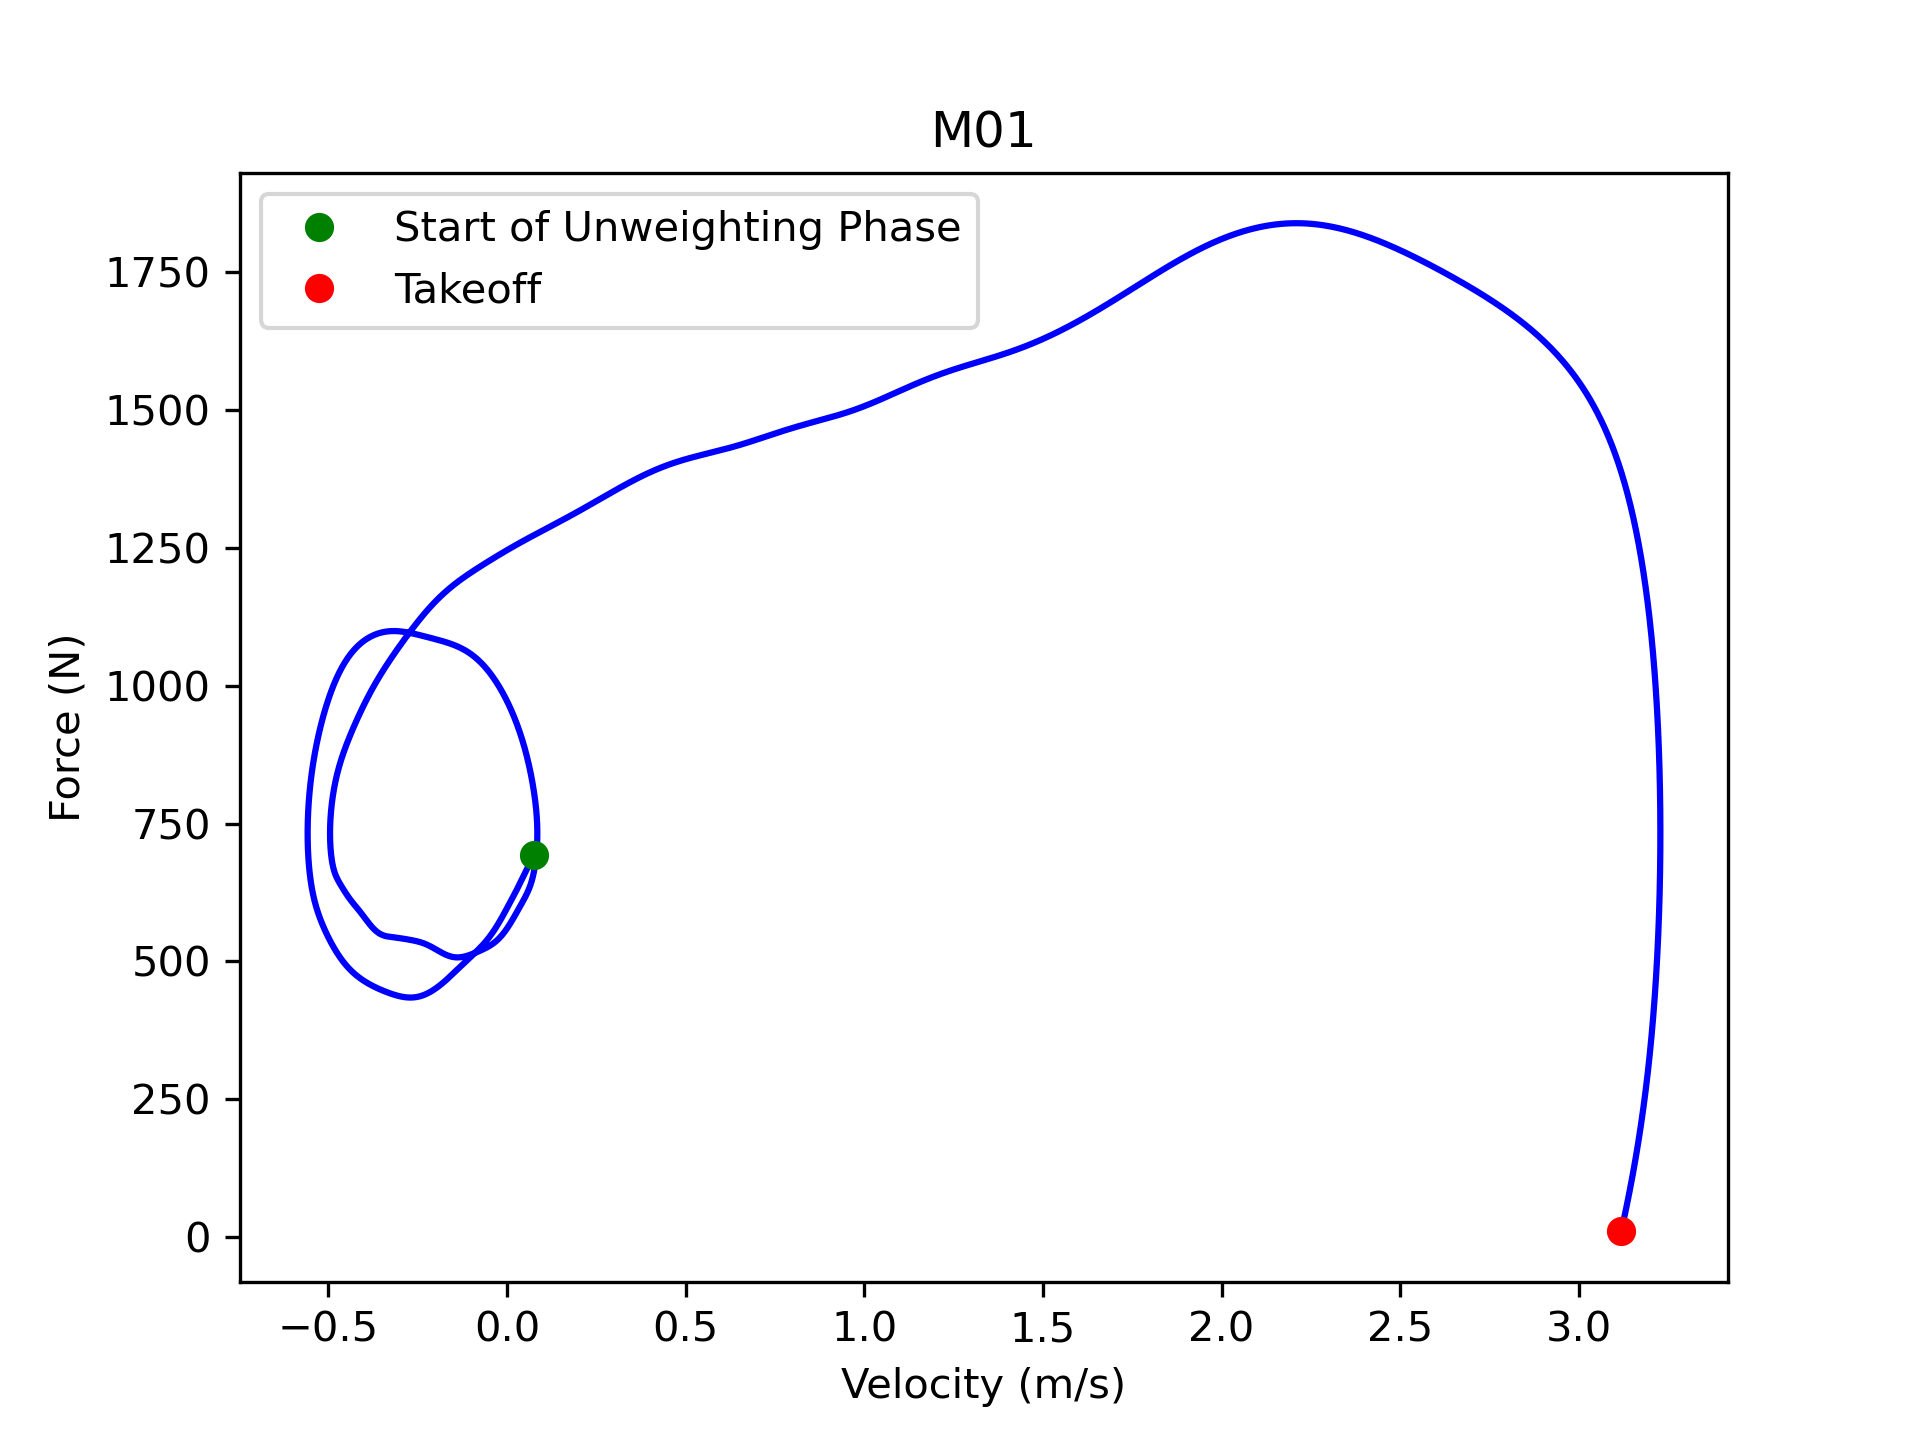 M01
Start of Unweighting Phase
Takeoff
1750
1500
1250
1000
750
500
250
0
Force (N)
−0.5 0.0 0.5 1.0 1.5 2.0 2.5 3.0
Velocity (m/s)